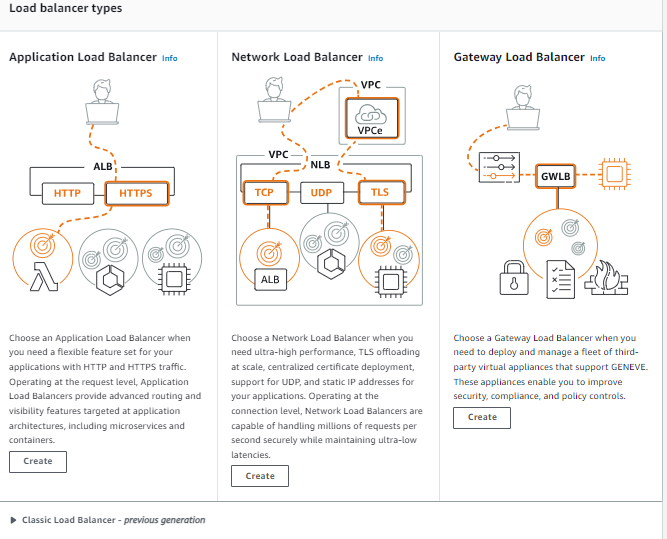 Load balancer types
Application Load Balancer Info
ALB
HTTP
HTTPS
Choose an Application Load Balancer when
you need a flexible feature set for your
applications with HTTP and HTTPS traffic.
Operating at the request level, Application
Load Balancers provide advanced routing and
visibility features targeted at application
architectures, including microservices and
containers.
Create
Network Load Balancer Info
VPC
VPCe
VPC
NLB
TCP
UDP
TLS
ALB
Choose a Network Load Balancer when you
need ultra-high performance, TLS offloading
at scale, centralized certificate deployment,
support for UDP, and static IP addresses for
your applications. Operating at the
connection level, Network Load Balancers are
capable of handling millions of requests per
second securely while maintaining ultra-low
latencies.
Create
Gateway Load Balancer Info
GWLB
Choose a Gateway Load Balancer when you
need to deploy and manage a fleet of third-
party virtual appliances that support GENEVE.
These appliances enable you to improve
security, compliance, and policy controls.
Create
Classic Load Balancer - previous generation